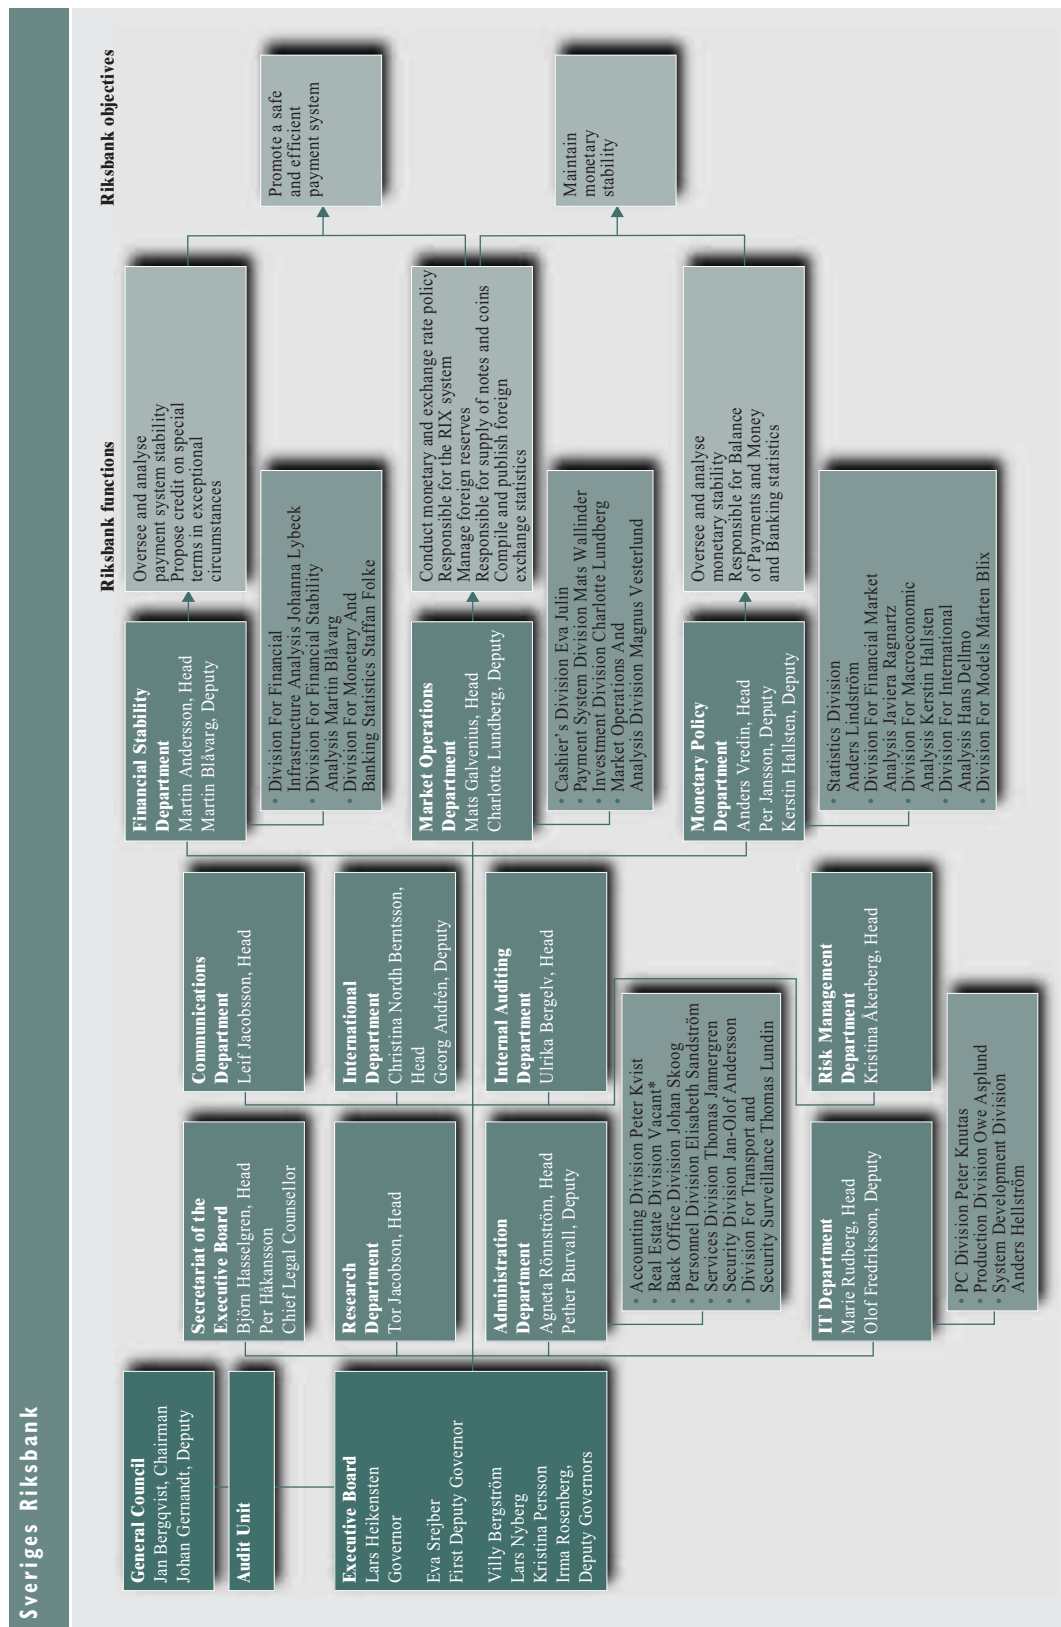 Sveriges Riksbank
General Council
Jan Bergqvist, Chairman
Johan Gernandt, Deputy
Audit Unit
Executive Board
Lars Heikensten
Governor
Eva Srejber
First Deputy Governor
Villy Bergström
Lars Nyberg
Kristina Persson
Irma Rosenberg,
Deputy Governors
Secretariat of the
Executive Board
Björn Hasselgren, Head
Per Håkansson
Chief Legal Counsellor
Research
Department
Tor Jacobson, Head
Administration
Department
Agneta Rönnström, Head
Pether Burvall, Deputy
• Accounting Division Peter Kvist
• Real Estate Division Vacant*
• Back Office Division Johan Skoog
• Personnel Division Elisabeth Sandström
• Services Division Thomas Jannergren
• Security Division Jan-Olof Andersson
• Division For Transport and
Security Surveillance Thomas Lundin
IT Department
Marie Rudberg, Head
Olof Fredriksson, Deputy
• PC Division Peter Knutas
• Production Division Owe Asplund
• System Development Division
Anders Hellström
Communications
Department
Leif Jacobsson, Head
International
Department
Christina Nordh Berntsson,
Head
Georg Andrén, Deputy
Internal Auditing
Department
Ulrika Bergelv, Head
Risk Management
Department
Kristina Åkerberg, Head
Financial Stability
Department
Martin Andersson, Head
Martin Blåvarg, Deputy
• Division For Financial
Infrastructure Analysis Johanna Lybeck
• Division For Financial Stability
Analysis Martin Blåvarg
• Division For Monetary And
Banking Statistics Staffan Folke
Market Operations
Department
Mats Galvenius, Head
Charlotte Lundberg, Deputy
• Cashier's Division Eva Julin
• Payment System Division Mats Wallinder
• Investment Division Charlotte Lundberg
• Market Operations And
Analysis Division Magnus Vesterlund
Monetary Policy
Department
Anders Vredin, Head
Per Jansson, Deputy
Kerstin Hallsten, Deputy
• Statistics Division
Anders Lindström
• Division For Financial Market
Analysis Javiera Ragnartz
• Division For Macroeconomic
Analysis Kerstin Hallsten
• Division For International
Analysis Hans Dellmo
• Division For Models Mårten Blix
Riksbank functions
Oversee and analyse
payment system stability
Propose credit on special
terms in exceptional
circumstances
Conduct monetary and exchange rate policy
Responsible for the RIX system
Manage foreign reserves
Responsible for supply of notes and coins
Compile and publish foreign
exchange statistics
Oversee and analyse
monetary stability
Responsible for Balance
of Payments and Money
and Banking statistics
Riksbank objectives
Promote a safe
and efficient
payment system
Maintain
monetary
stability